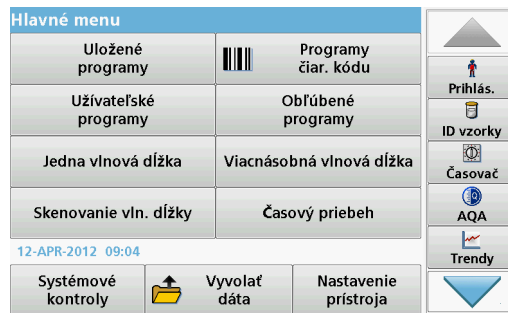 Hlavné menu
Uložené
programy
Programy
čiar. kódu
Užívateľské
programy
Obľúbené
programy
Jedna vlnová dĺžka
Viacnásobná vlnová dĺžka
Skenovanie vln. dĺžky
Časový priebeh
12-APR-2012 09:04
Systémové
kontroly
Vyvolať
dáta
Nastavenie
prístroja
Prihlás.
ID vzorky
Časovač
AQA
Trendy